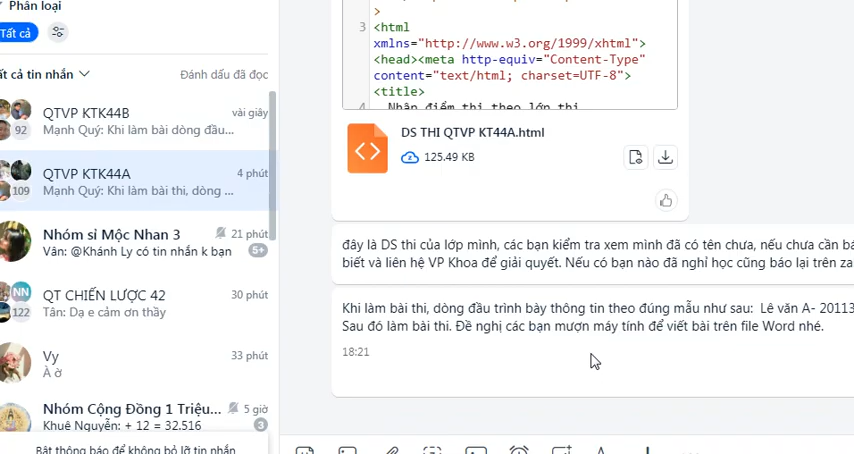 Phân loại
Tất cả
ất cả tin nhắn
Đánh dấu đã đọc
QTVP KTK44B
vài giây
92
Mạnh Quý: Khi làm bài dòng đầu...
QTVP KTK44A
4 phút
109
Mạnh Quý: Khi làm bài thi, dòng ...
Nhóm sỉ Mộc Nhan 3
21 phút
Vân: @Khánh Ly có tin nhắn k bạn
5+
NN
QT CHIẾN LƯỢC 42
30 phút
122
Tân: Dạ e cảm ơn thầy
Vy
33 phút
À ờ
Nhóm Cộng Đồng 1 Triệu...
5 giờ
Khuê Nguyễn: + 12 = 32.516
3
Bật thông báo để không bỏ lỡ tin nhắn
>
3 <html
xmlns="http://www.w3.org/1999/xhtml">
<head><meta http-equiv="Content-Type"
content="text/html; charset=UTF-8">
<title>
4 Nhập điểm thi theo lớp thi
DS THI QTVP KT44A.html
125.49 KB
đây là DS thi của lớp mình, các bạn kiểm tra xem mình đã có tên chưa, nếu chưa cần bá
biết và liên hệ VP Khoa để giải quyết. Nếu có bạn nào đã nghỉ học cũng báo lại trên za
Khi làm bài thi, dòng đầu trình bày thông tin theo đúng mẫu như sau: Lê văn A- 20113
Sau đó làm bài thi. Đề nghị các bạn mượn máy tính để viết bài trên file Word nhé.
18:21